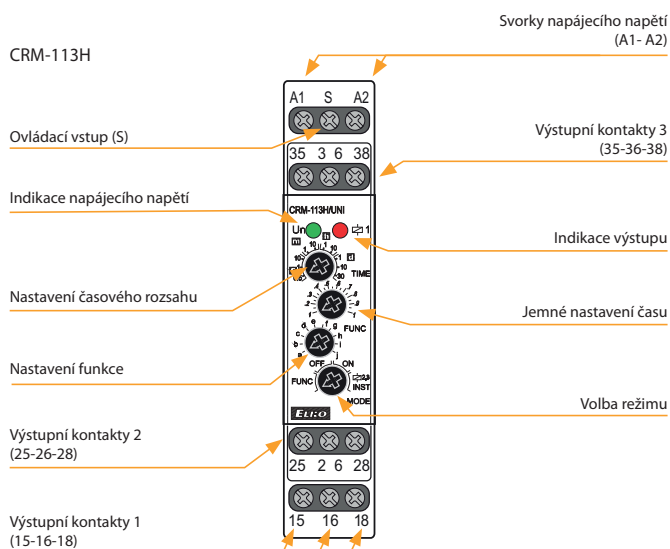 Svorky napájecího napětí
(A1- A2)
CRM-113H
A1 S A2
Ovládací vstup (S)
Výstupní kontakty 3
(35-36-38)
35 3 6 38
Indikace napájecího napětí
CRM-113H/UNI
Un
1
Indikace výstupu
TIME
Nastavení časového rozsahu
Jemné nastavení času
FUNC
Nastavení funkce
a b c d e f g h i j
OFF ON
FUNC
2,3
INST
MODE
Volba režimu
ELKO
Výstupní kontakty 2
(25-26-28)
25 2 6 28
Výstupní kontakty 1
(15-16-18)
15 16 18